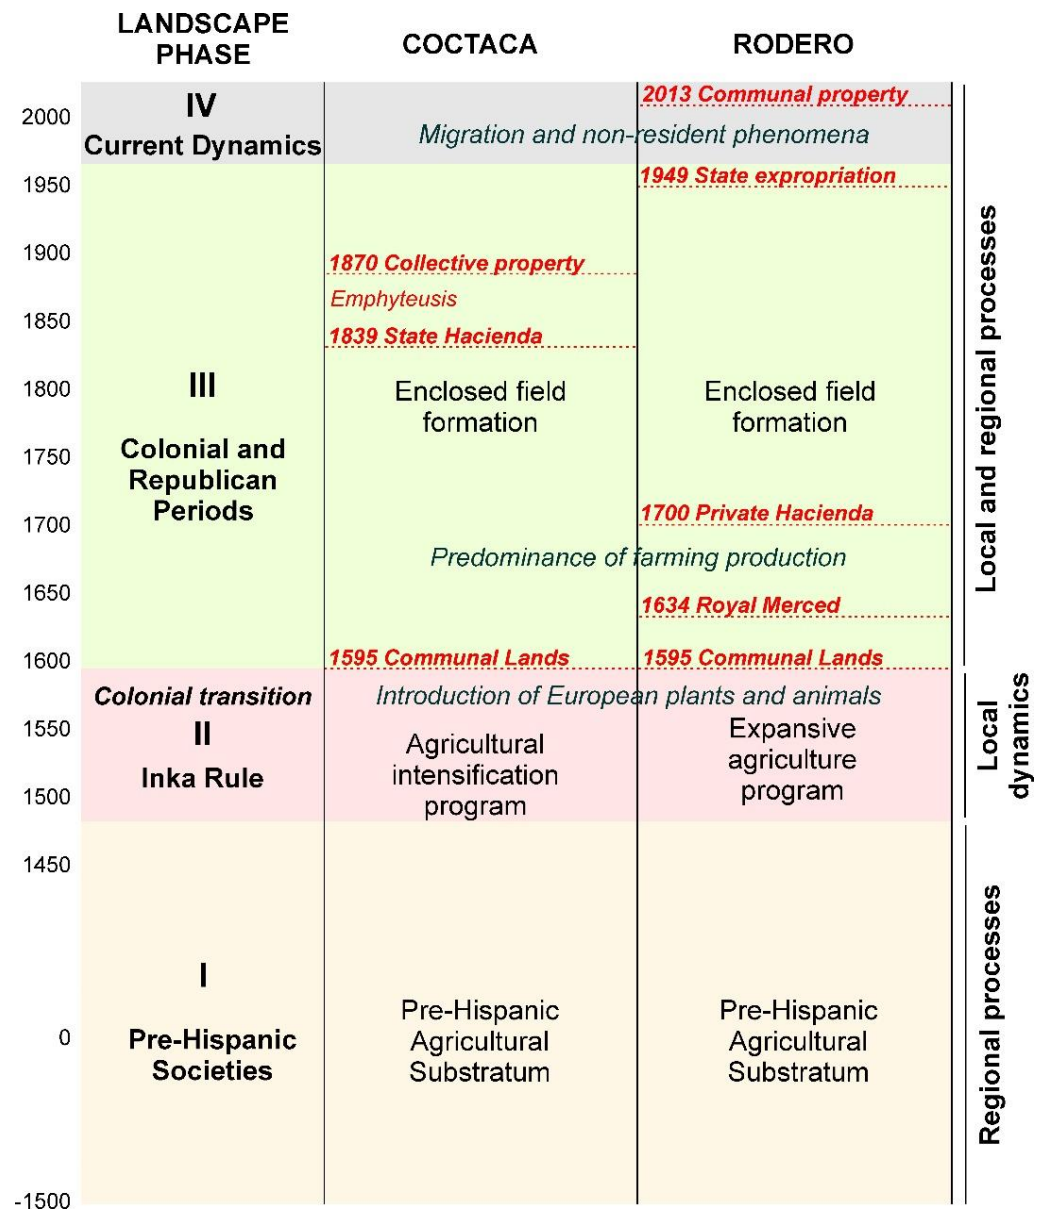 LANDSCAPE
PHASE
COCTACA
RODERO
2000
IV
Current Dynamics
2013 Communal property
Migration and non-resident phenomena
1950
1949 State expropriation
1900
1870 Collective property
Emphyteusis
1850
1839 State Hacienda
1800
III
Colonial and
Republican
Periods
Enclosed field
formation
Enclosed field
formation
1750
1700
1700 Private Hacienda
Predominance of farming production
1650
1634 Royal Merced
1600
1595 Communal Lands
1595 Communal Lands
Local and regional processes
Colonial transition
Introduction of European plants and animals
1550
II
Inka Rule
Agricultural
intensification
program
Expansive
agriculture
program
1500
Local
dynamics
1450
I
Pre-Hispanic
Societies
Pre-Hispanic
Agricultural
Substratum
Pre-Hispanic
Agricultural
Substratum
0
Regional processes
-1500